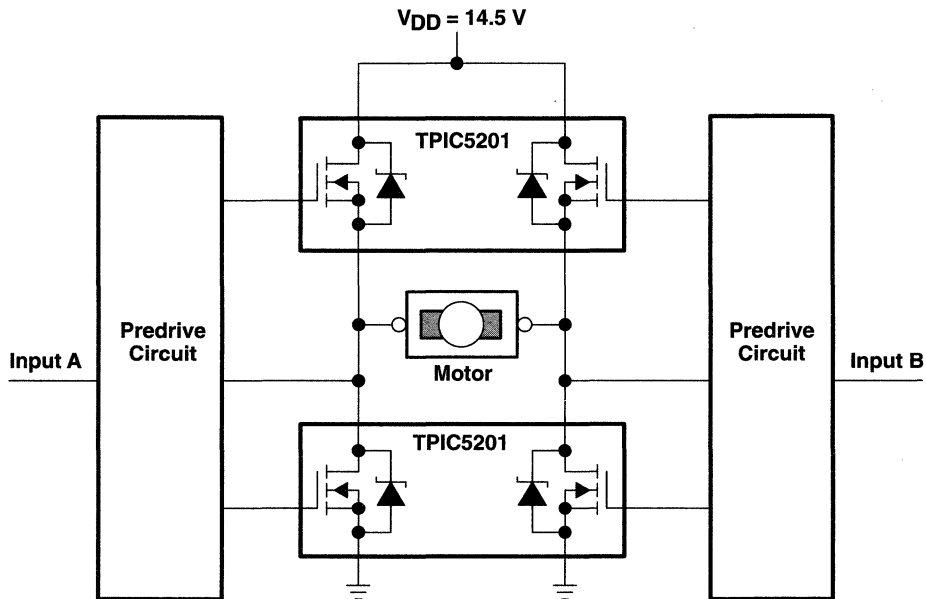 VDD = 14.5 V
TPIC5201
Predrive
Circuit
Input A
Motor
Predrive
Circuit
Input B
TPIC5201